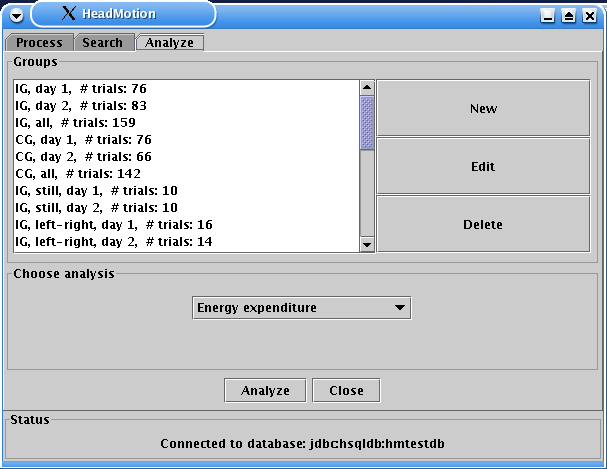 HeadMotion
Process Search Analyze
Groups
IG, day 1,  # trials: 76
IG, day 2,  # trials: 83
IG, all,  # trials: 159
CG, day 1,  # trials: 76
CG, day 2,  # trials: 66
CG, all,  # trials: 142
IG, still, day 1,  # trials: 10
IG, still, day 2,  # trials: 10
IG, left-right, day 1,  # trials: 16
IG, left-right, day 2,  # trials: 14
New
Edit
Delete
Choose analysis
Energy expenditure
Analyze Close
Status
Connected to database: jdbc:hsqldb:hmtestdb